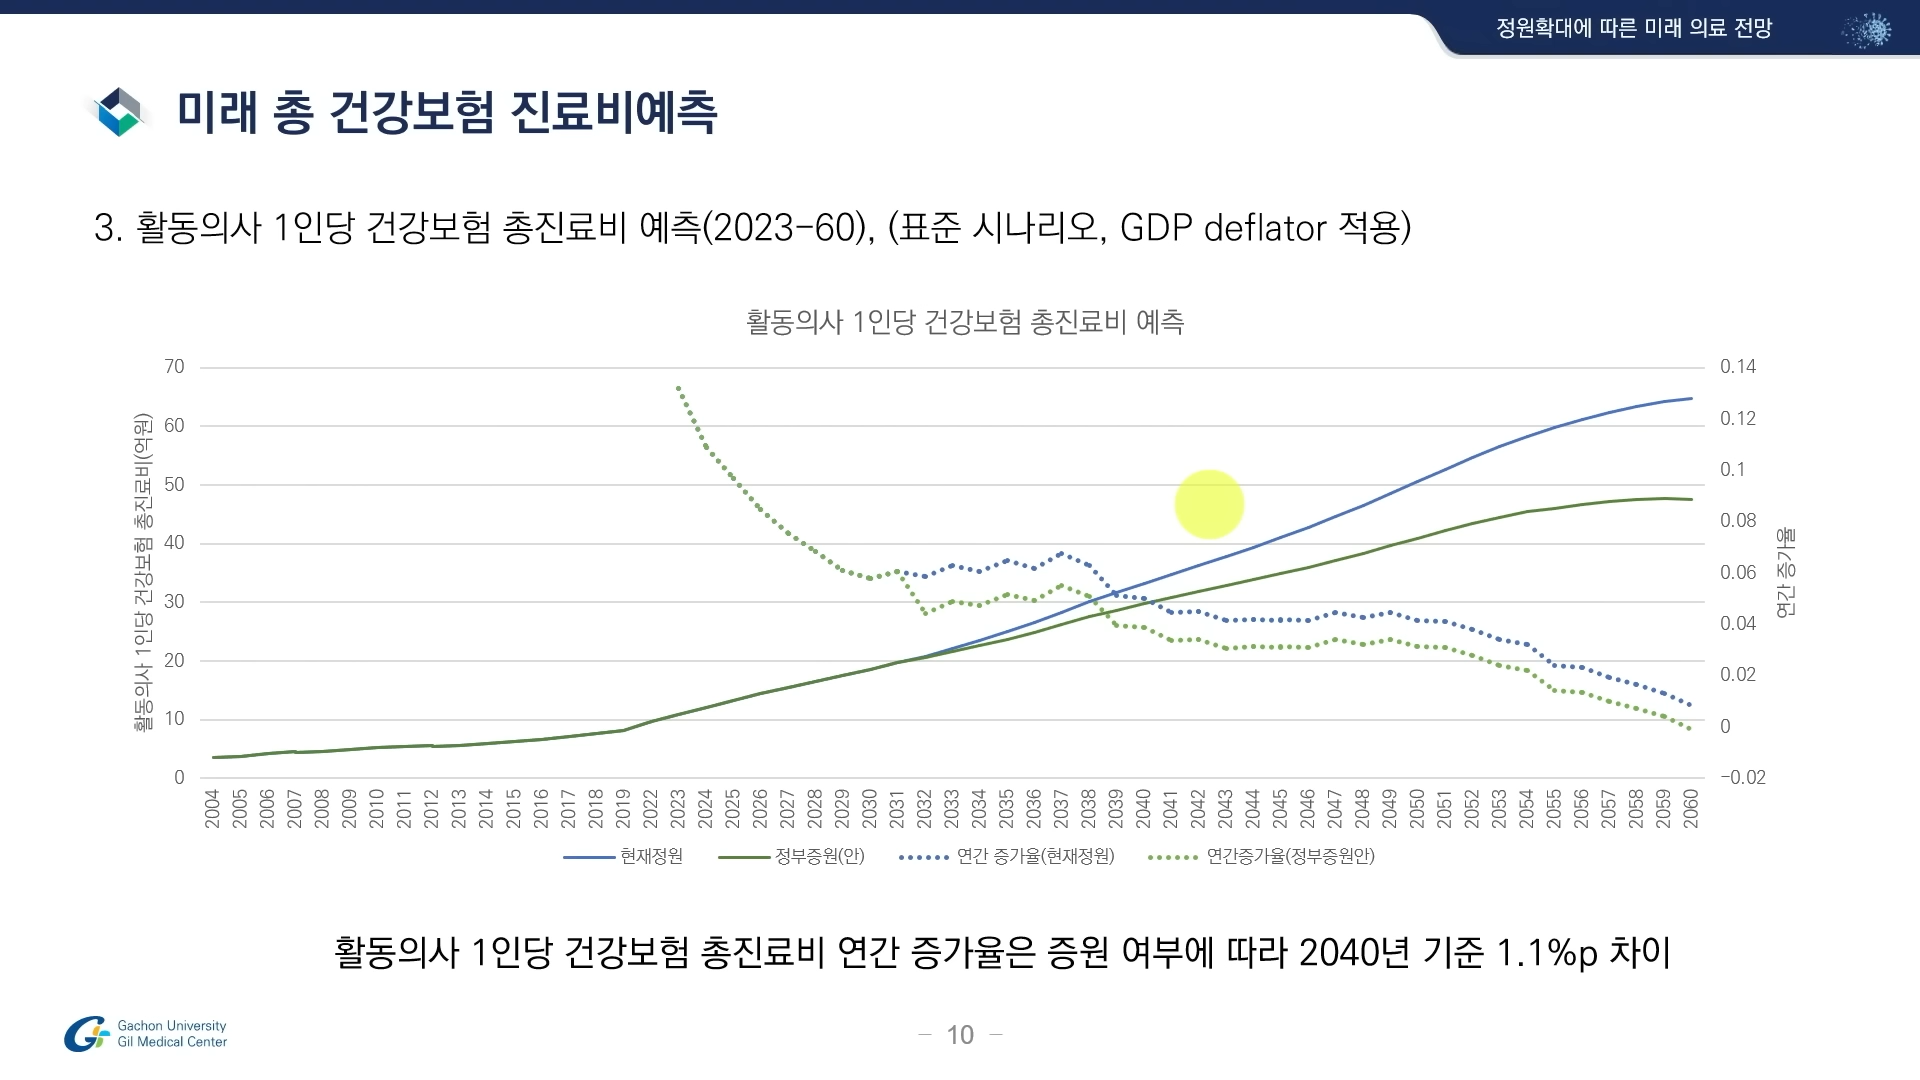 정원확대에 따른 미래 의료 전망
미래 총 건강보험 진료비예측
3. 활동의사 1인당 건강보험 총진료비 예측(2023-60), (표준 시나리오, GDP deflator 적용)
활동의사 1인당 건강보험 총진료비 예측
활동의사 1인당 건강보험 총진료비(억원)
70
60
50
40
30
20
10
0
0.14
0.12
0.1
0.08
0.06
0.04
0.02
0
-0.02
연간 증가율
2004 2005 2006 2007 2008 2009 2010 2011 2012 2013 2014 2015 2016 2017 2018 2019 2022 2023 2024 2025 2026 2027 2028 2029 2030 2031 2032 2033 2034 2035 2036 2037 2038 2039 2040 2041 2042 2043 2044 2045 2046 2047 2048 2049 2050 2051 2052 2053 2054 2055 2056 2057 2058 2059 2060
현재정원 정부증원(안) 연간 증가율(현재정원) 연간증가율(정부증원안)
활동의사 1인당 건강보험 총진료비 연간 증가율은 증원 여부에 따라 2040년 기준 1.1%p 차이
Gachon University
Gil Medical Center
- 10 -